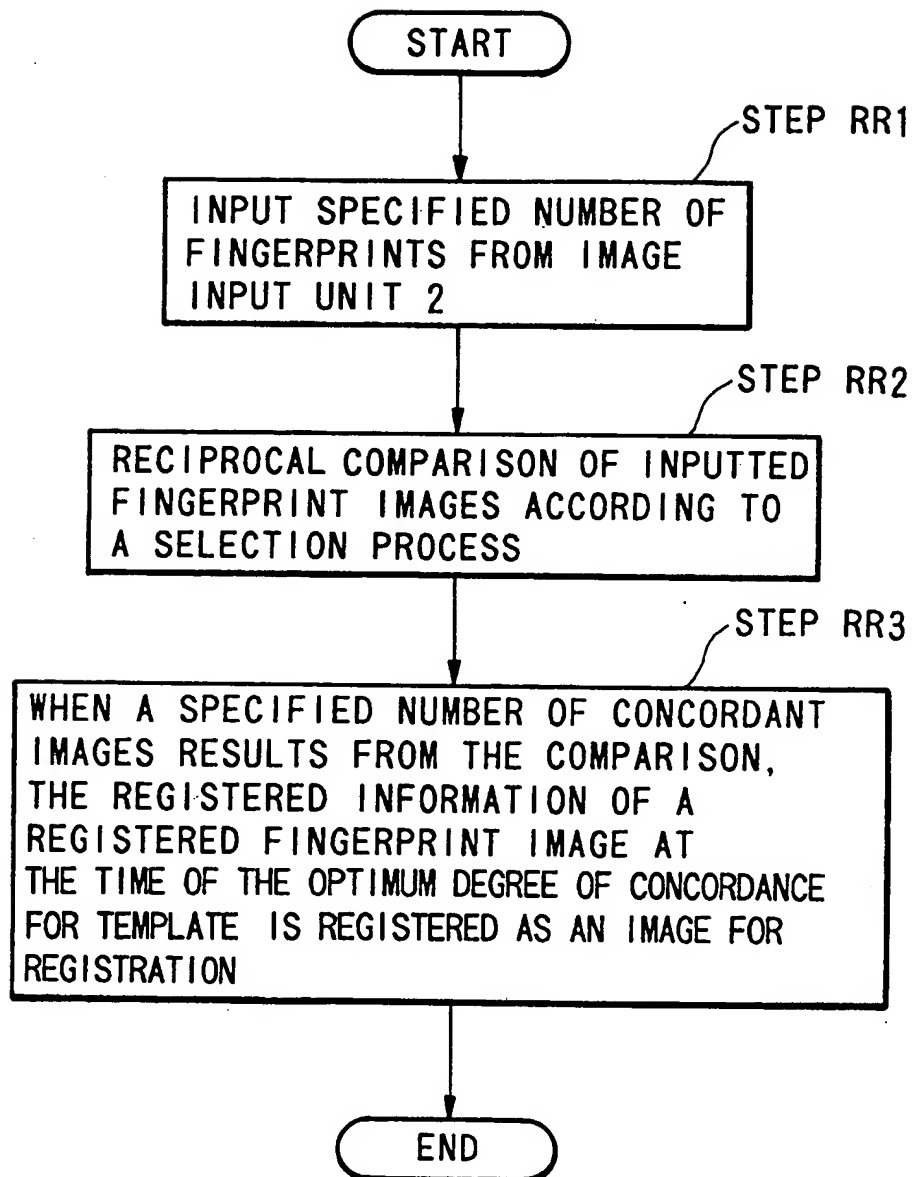 START
STEP RR1
INPUT SPECIFIED NUMBER OF
FINGERPRINTS FROM IMAGE
INPUT UNIT 2
STEP RR2
RECIPROCAL COMPARISON OF INPUTTED
FINGERPRINT IMAGES ACCORDING TO
A SELECTION PROCESS
STEP RR3
WHEN A SPECIFIED NUMBER OF CONCORDANT
IMAGES RESULTS FROM THE COMPARISON,
THE REGISTERED INFORMATION OF A
REGISTERED FINGERPRINT IMAGE AT
THE TIME OF THE OPTIMUM DEGREE OF CONCORDANCE
FOR TEMPLATE IS REGISTERED AS AN IMAGE FOR
REGISTRATION
END